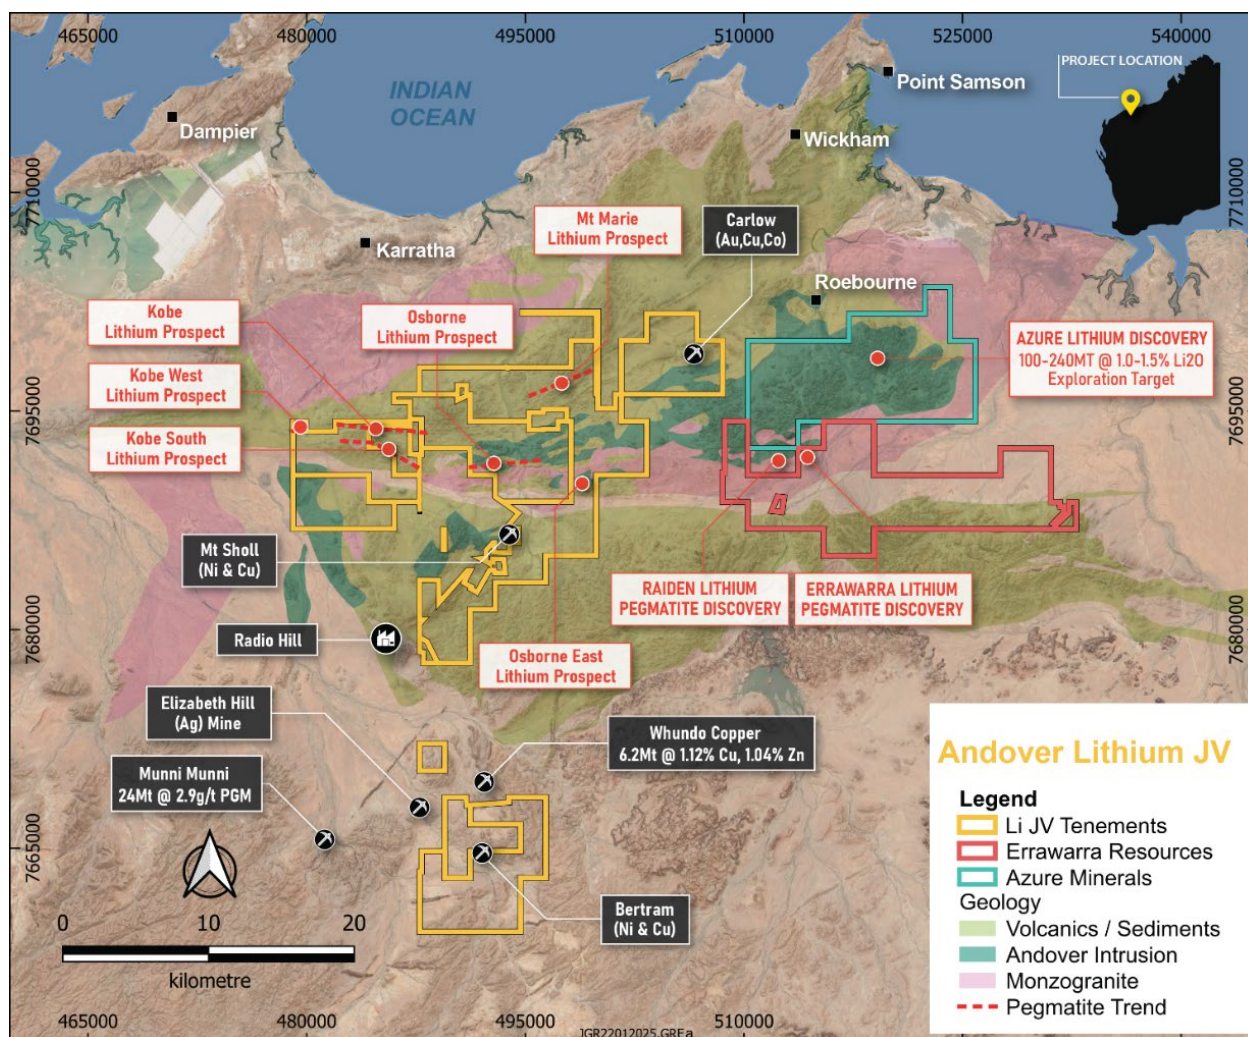 465000
480000
495000
510000
525000
540000
PROJECT LOCATION
INDIAN
OCEAN
Point Samson
Dampier
Wickham
7710000
7710000
Mt Marie
Lithium Prospect
Carlow
(Au,Cu,Co)
Karratha
Roebourne
Kobe
Lithium Prospect
Osborne
Lithium Prospect
AZURE LITHIUM DISCOVERY
100-240MT @ 1.0-1.5% Li2O
Exploration Target
Kobe West
Lithium Prospect
7695000
7695000
Kobe South
Lithium Prospect
Mt Sholl
(Ni & Cu)
RAIDEN LITHIUM
PEGMATITE DISCOVERY
ERRAWARRA LITHIUM
PEGMATITE DISCOVERY
7680000
7680000
Radio Hill
Osborne East
Lithium Prospect
Elizabeth Hill
(Ag) Mine
Whundo Copper
6.2Mt @ 1.12% Cu, 1.04% Zn
Munni Munni
24Mt @ 2.9g/t PGM
7665000
Bertram
(Ni & Cu)
0 10 20
kilometre
Andover Lithium JV
Legend
Li JV Tenements
Errawarra Resources
Azure Minerals
Geology
Volcanics / Sediments
Andover Intrusion
Monzogranite
Pegmatite Trend
465000
480000
495000
510000
JGR22012025.GREa